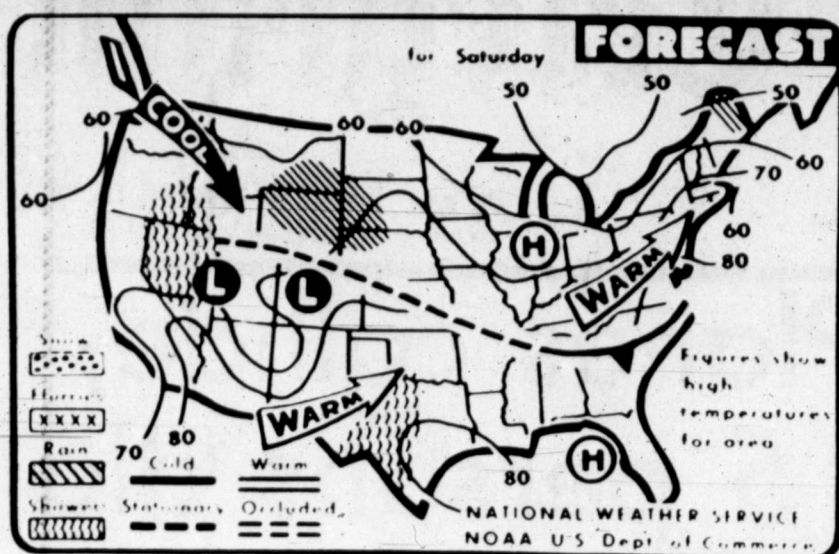 FORECAST
for Saturday
50
50
50
60
60
60
60
60
70
60
80
COOL
H
L
L
WARM
WARM
H
70
80
80
Snow
Flurries
Rain
Showers
Cold
Warm
Stationary
Occluded
Figures show
high
temperatures
for area
NATIONAL WEATHER SERVICE
NOAA U S Dept of Commerce